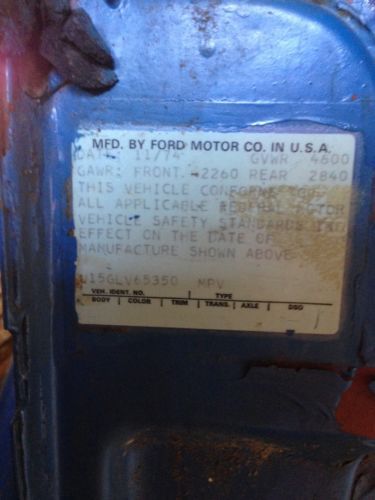 MFD. BY FORD MOTOR CO. IN U.S.A.
DATE: 11/74 GVWR 4600
GAWR: FRONT 2260 REAR 2840
THIS VEHICLE CONFORMS TO
ALL APPLICABLE FEDERAL MOTOR
VEHICLE SAFETY STANDARDS IN
EFFECT ON THE DATE OF
MANUFACTURE SHOWN ABOVE
U15GLV65350 MPV
VEH. IDENT. NO. TYPE
BODY COLOR TRIM TRANS. AXLE DSO